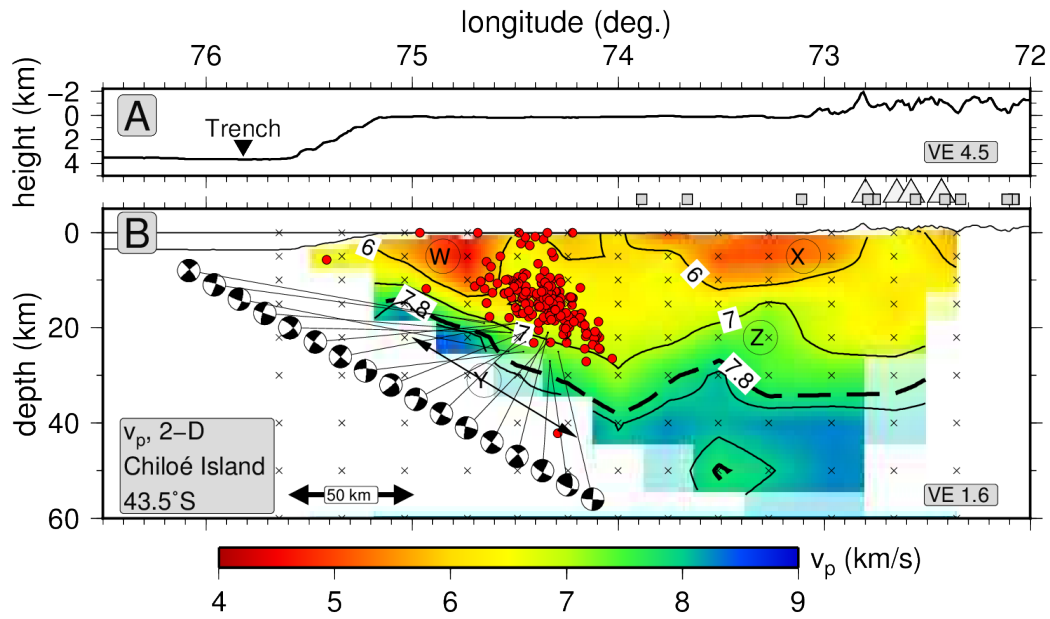 longitude (deg.)
76 75 74 73 72
height (km)
−2
0
2
4
A
Trench
VE 4.5
B
depth (km)
0
20
40
60
6
W
X
6
7.8
7
7
Z
Y
7.8
vp, 2−D
Chiloé Island
43.5°S
50 km
VE 1.6
vp (km/s)
4 5 6 7 8 9